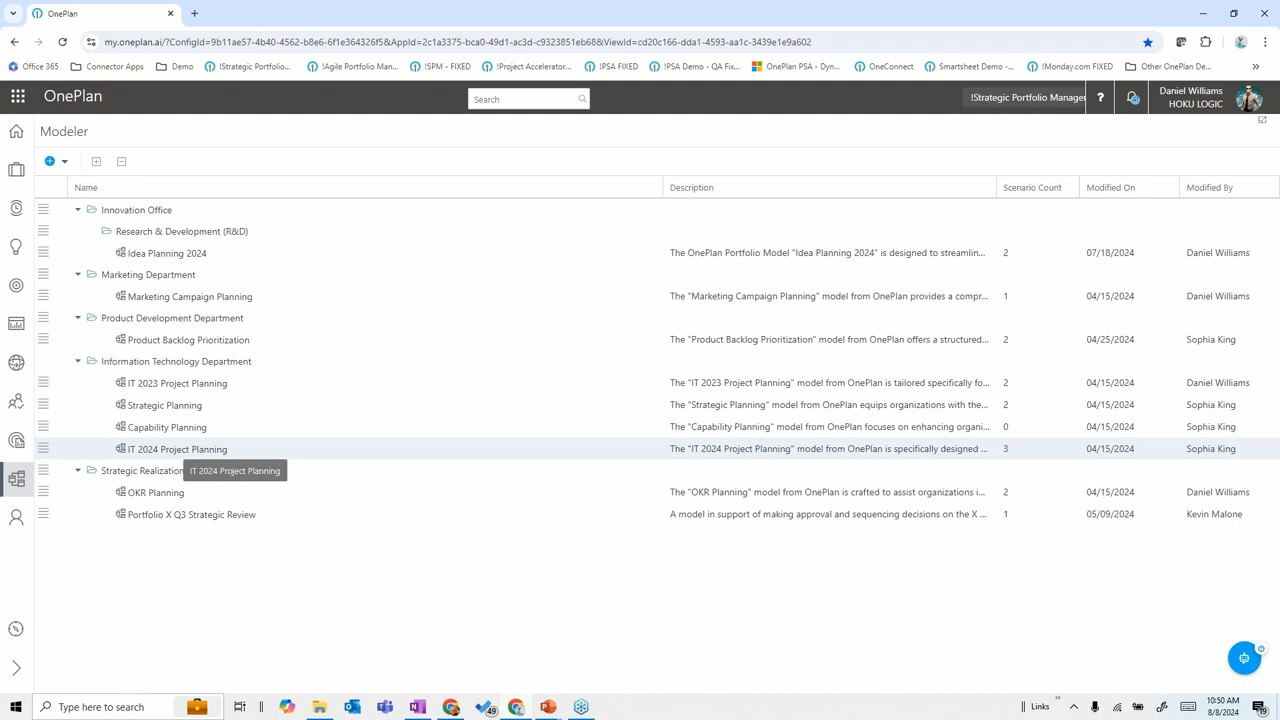 OnePlan
my.oneplan.ai/?ConfigId=9b11ae57-4b40-4562-b8e6-6f1e364326f5&AppId=2c1a3375-bca0-49d1-ac3d-c9323851eb68&ViewId=cd20c166-dda1-4593-aa1c-3439e1e9a602
Office 365 Connector Apps Demo !Strategic Portfolio... !Agile Portfolio Man... !SPM - FIXED !Project Accelerator... !PSA FIXED !PSA Demo - QA Fix... OnePlan PSA - Dyn... OneConnect Smartsheet Demo -... !Monday.com FIXED Other OnePlan De...
OnePlan Search !Strategic Portfolio Manager ? Daniel Williams
HOKU LOGIC
Modeler
Name Description Scenario Count Modified On Modified By
Innovation Office
Research & Development (R&D)
Idea Planning 2024 The OnePlan Portfolio Model "Idea Planning 2024" is designed to streamlin... 2 07/18/2024 Daniel Williams
Marketing Department
Marketing Campaign Planning The "Marketing Campaign Planning" model from OnePlan provides a compr... 1 04/15/2024 Daniel Williams
Product Development Department
Product Backlog Prioritization The "Product Backlog Prioritization" model from OnePlan offers a structured... 2 04/25/2024 Sophia King
Information Technology Department
IT 2023 Project Planning The "IT 2023 Project Planning" model from OnePlan is tailored specifically fo... 2 04/15/2024 Daniel Williams
Strategic Planning The "Strategic Planning" model from OnePlan equips organizations with the... 2 04/15/2024 Sophia King
Capability Planning The "Capability Planning" model from OnePlan focuses on enhancing organi... 0 04/15/2024 Sophia King
IT 2024 Project Planning The "IT 2024 Project Planning" model from OnePlan is specifically designed ... 3 04/15/2024 Sophia King
Strategic Realization IT 2024 Project Planning
OKR Planning The "OKR Planning" model from OnePlan is crafted to assist organizations i... 2 04/15/2024 Daniel Williams
Portfolio X Q3 Strategic Review A model in support of making approval and sequencing decisions on the X ... 1 05/09/2024 Kevin Malone
Type here to search 49 Links 10:50 AM
8/8/2024 19